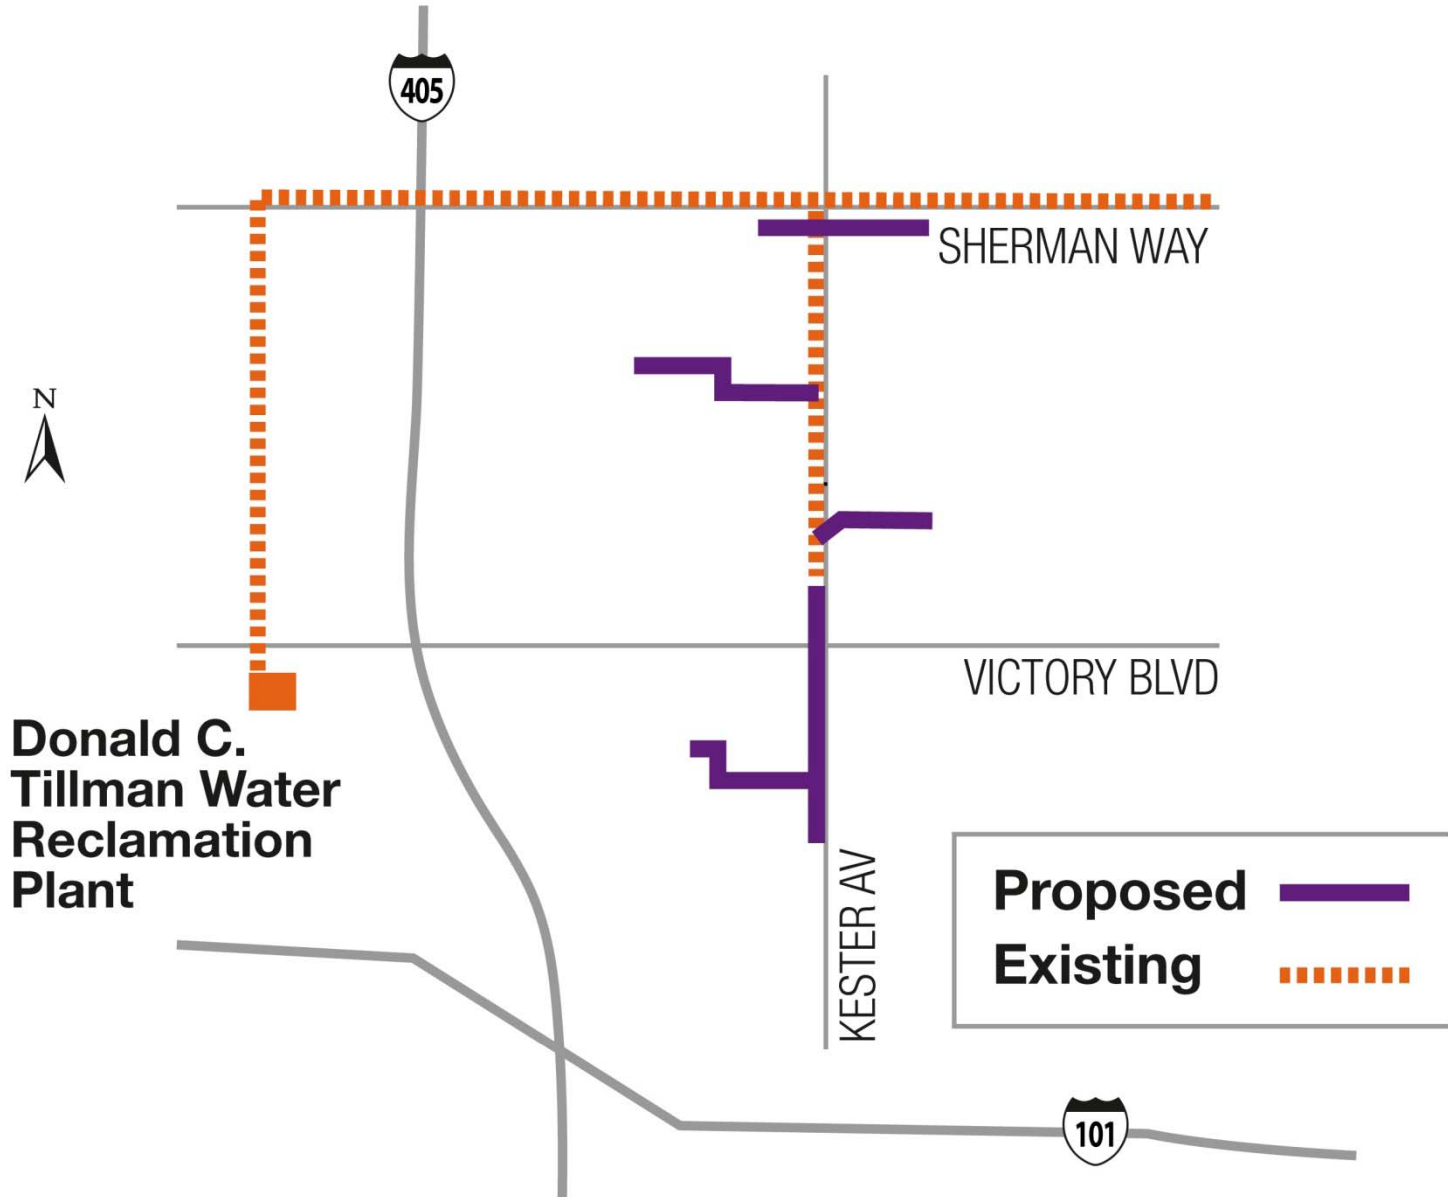 405
SHERMAN WAY
N
VICTORY BLVD
Donald C.
Tillman Water
Reclamation
Plant
KESTER AV
Proposed
Existing
101